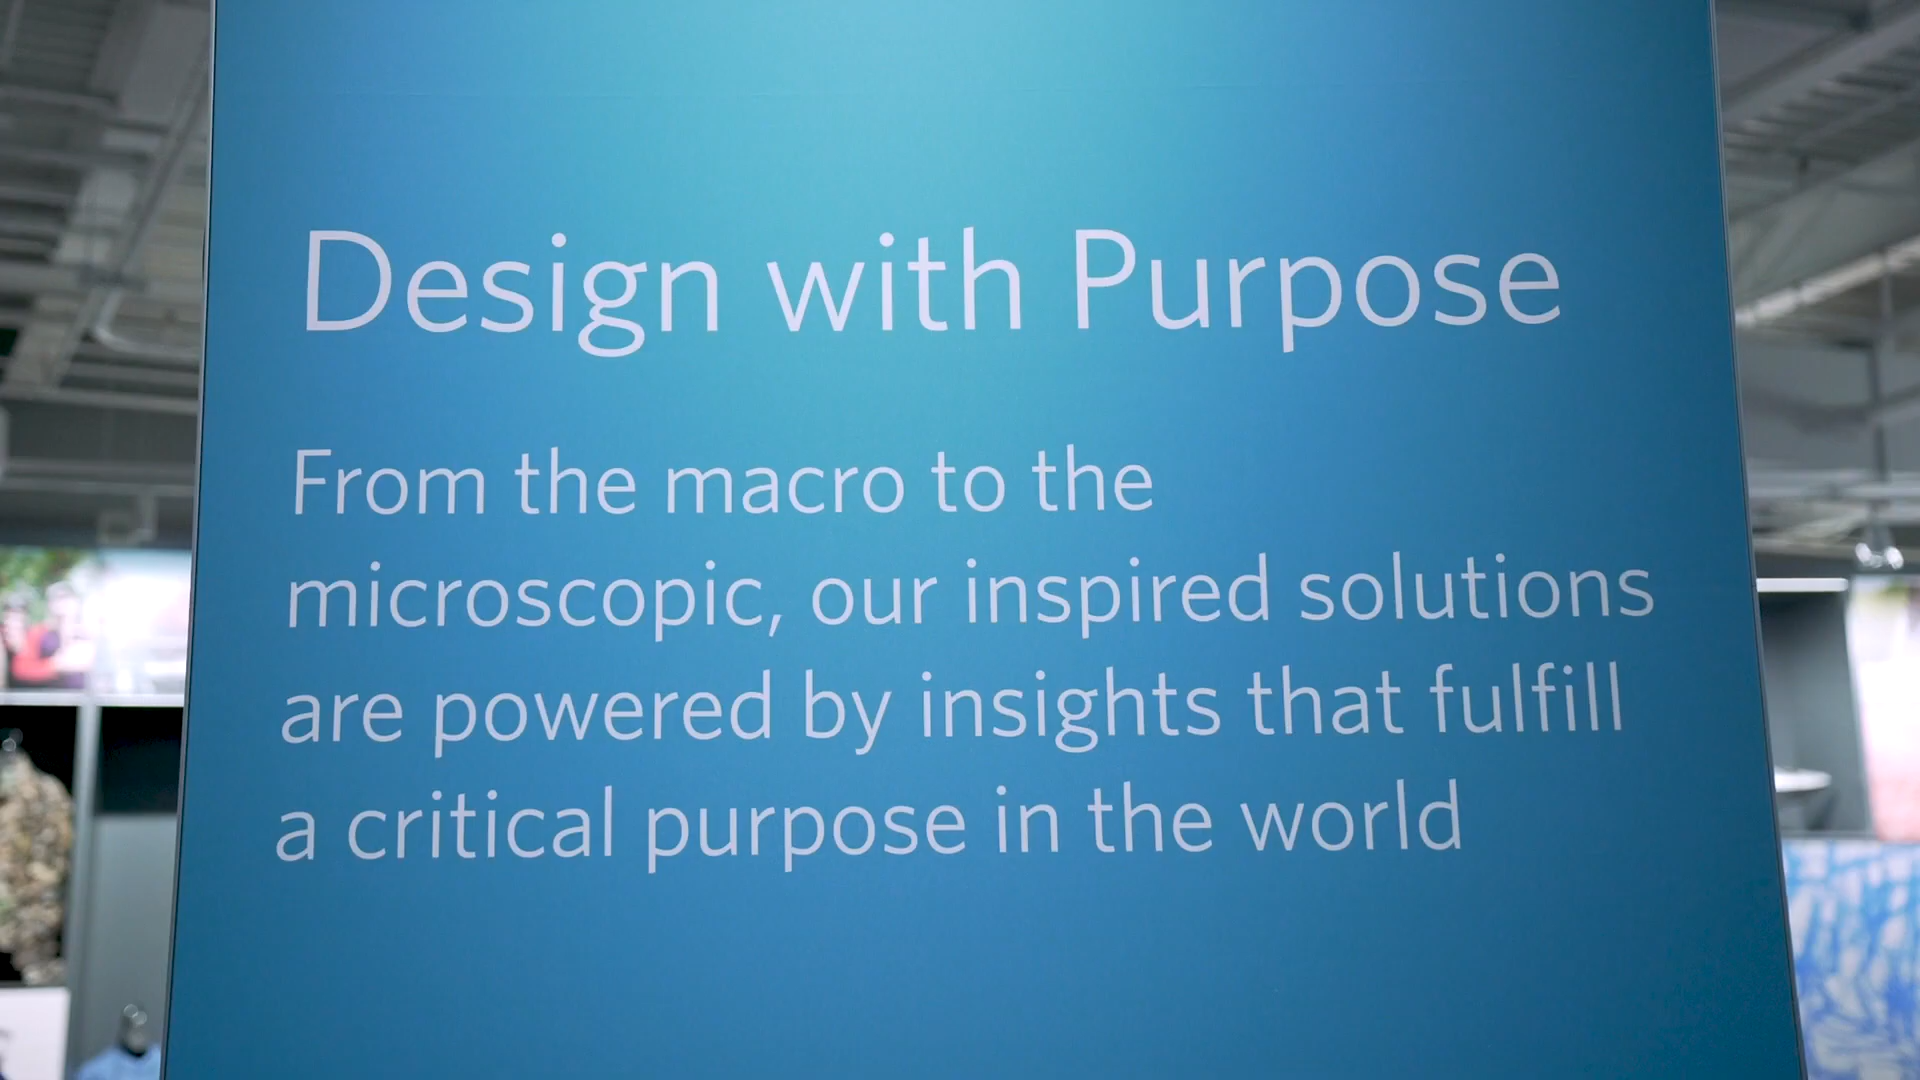 Design with Purpose
From the macro to the
microscopic, our inspired solutions
are powered by insights that fulfill
a critical purpose in the world